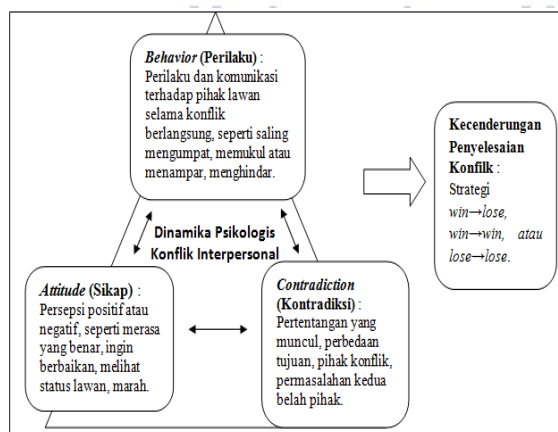 Behavior (Perilaku) :
Perilaku dan komunikasi
terhadap pihak lawan
selama konflik
berlangsung, seperti saling
mengumpat, memukul atau
menampar, menghindar.
Kecenderungan
Penyelesaian
Konfilk :
Strategi
win→lose,
win→win, atau
lose→lose.
Dinamika Psikologis
Konflik Interpersonal
Attitude (Sikap) :
Persepsi positif atau
negatif, seperti merasa
yang benar, ingin
berbaikan, melihat
status lawan, marah.
Contradiction
(Kontradiksi) :
Pertentangan yang
muncul, perbedaan
tujuan, pihak konflik,
permasalahan kedua
belah pihak.